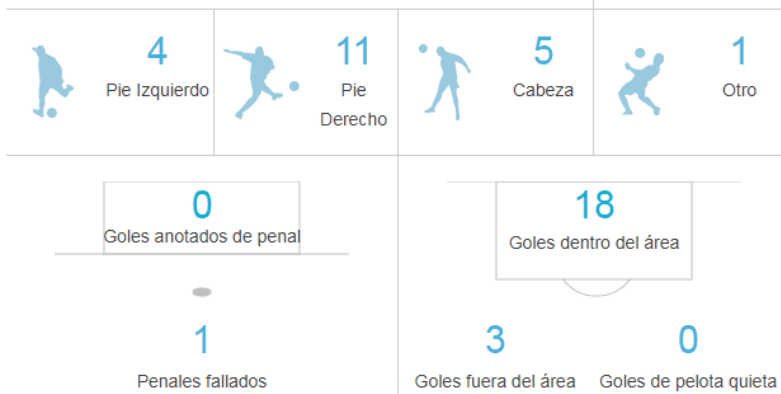 4
Pie Izquierdo
11
Pie
Derecho
5
Cabeza
1
Otro
0
Goles anotados de penal
1
Penales fallados
18
Goles dentro del área
3
Goles fuera del área
0
Goles de pelota quieta